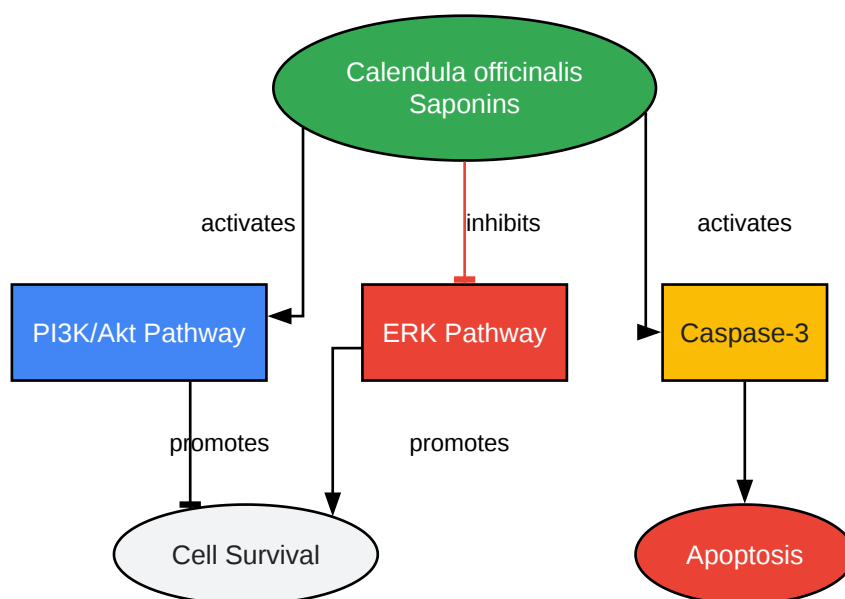 Calendula officinalis
Saponins
activates
inhibits
activates
PI3K/Akt Pathway
ERK Pathway
Caspase-3
promotes
promotes
Cell Survival
Apoptosis